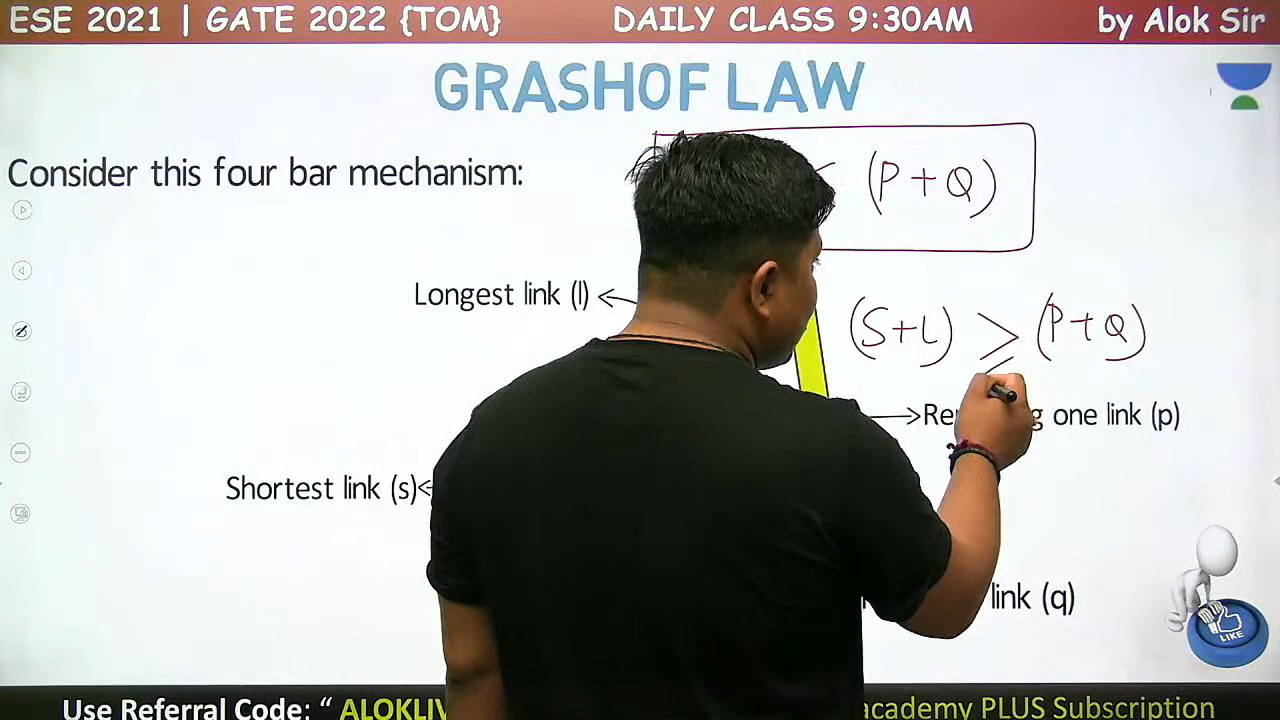 ESE 2021 | GATE 2022 {TOM} DAILY CLASS 9:30AM by Alok Sir
GRASHOF LAW
Consider this four bar mechanism:
(P+Q)
Longest link (l)
(S+L) ≥ (P+Q)
one link (p)
Shortest link (s)
link (q)
LIKE
Use Referral Code: “ ALOKLIV
academy PLUS Subscription